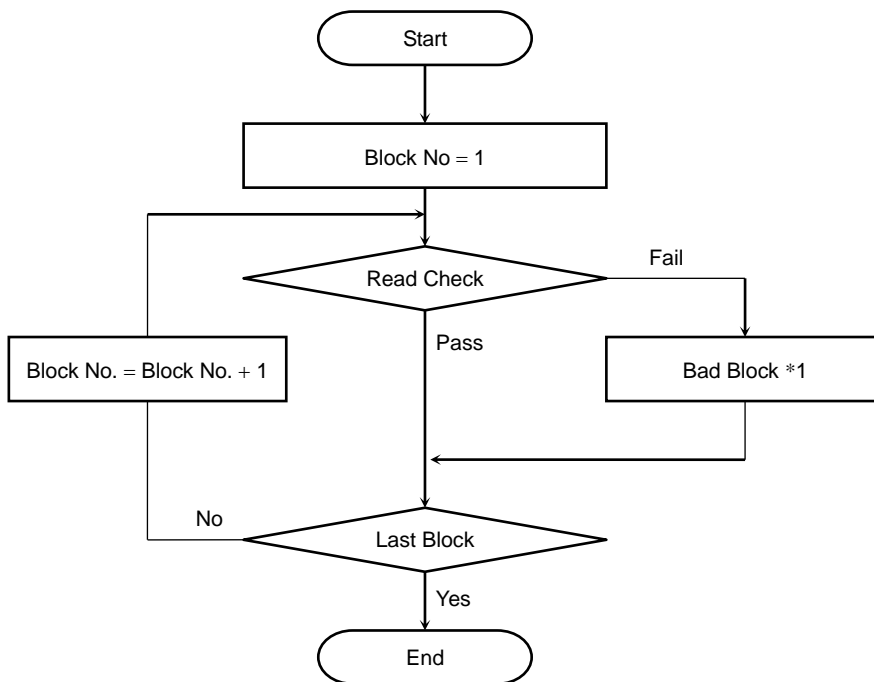 Start
Block No = 1
Read Check
Fail
Pass
Block No. = Block No. + 1
Bad Block *1
No
Last Block
Yes
End